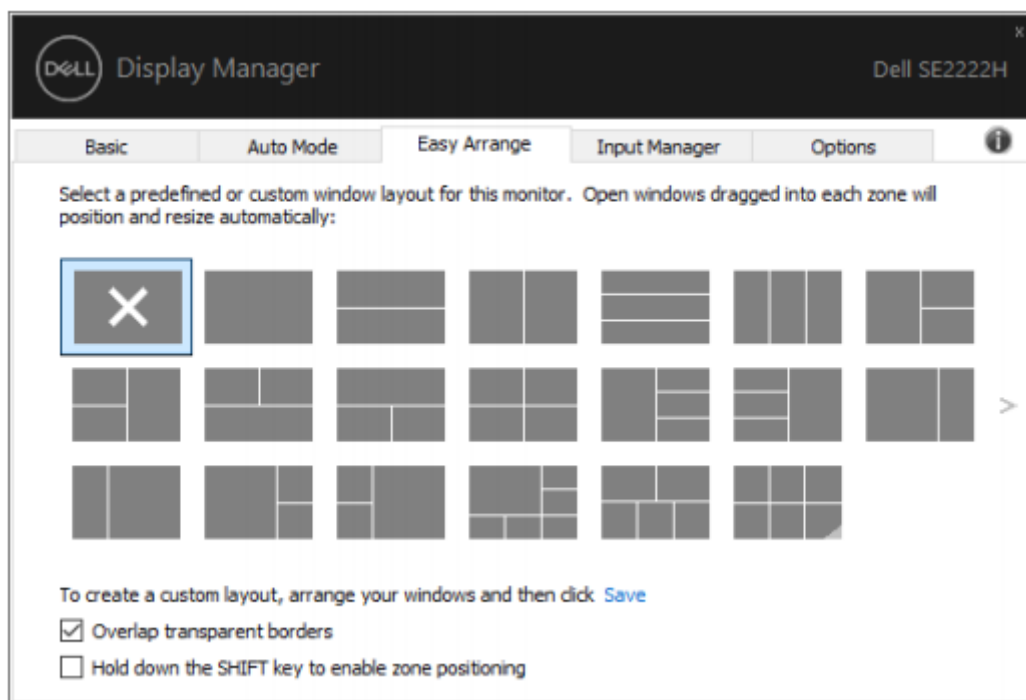 x
DELL Display Manager Dell SE2222H
Basic Auto Mode Easy Arrange Input Manager Options i
Select a predefined or custom window layout for this monitor. Open windows dragged into each zone will
position and resize automatically:
>
To create a custom layout, arrange your windows and then click Save
Overlap transparent borders
Hold down the SHIFT key to enable zone positioning